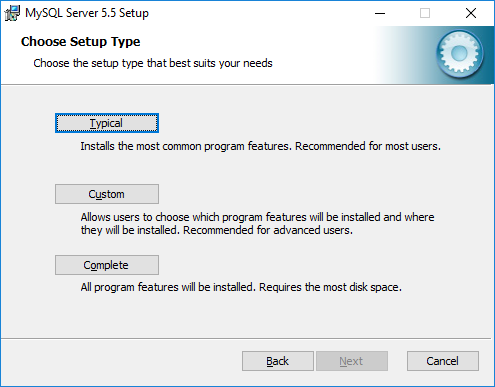 MySQL Server 5.5 Setup
Choose Setup Type
Choose the setup type that best suits your needs
Typical
Installs the most common program features. Recommended for most users.
Custom
Allows users to choose which program features will be installed and where
they will be installed. Recommended for advanced users.
Complete
All program features will be installed. Requires the most disk space.
Back Next Cancel